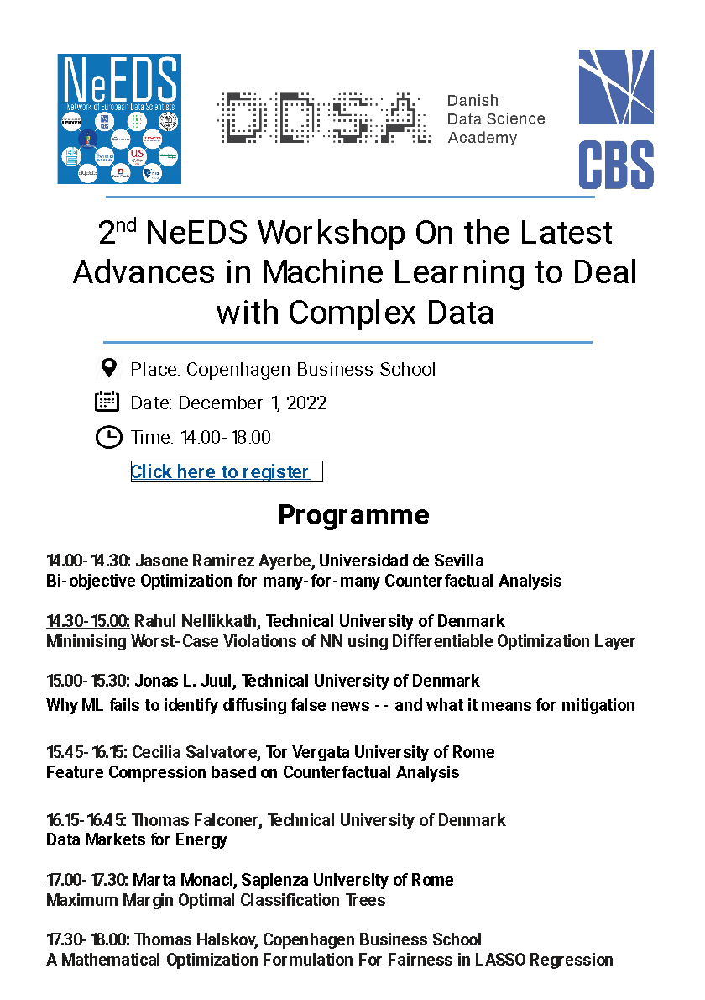 NeEDS
Network of European Data Scientists
LEUVEN
CBS
TEMCO
US
ageas
DDSA
Danish
Data Science
Academy
CBS
2nd NeEDS Workshop On the Latest
Advances in Machine Learning to Deal
with Complex Data
Place: Copenhagen Business School
Date: December 1, 2022
Time: 14.00-18.00
Click here to register
Programme
14.00-14.30: Jasone Ramirez Ayerbe, Universidad de Sevilla
Bi-objective Optimization for many-for-many Counterfactual Analysis
14.30-15.00: Rahul Nellikkath, Technical University of Denmark
Minimising Worst-Case Violations of NN using Differentiable Optimization Layer
15.00-15.30: Jonas L. Juul, Technical University of Denmark
Why ML fails to identify diffusing false news -- and what it means for mitigation
15.45-16.15: Cecilia Salvatore, Tor Vergata University of Rome
Feature Compression based on Counterfactual Analysis
16.15-16.45: Thomas Falconer, Technical University of Denmark
Data Markets for Energy
17.00-17.30: Marta Monaci, Sapienza University of Rome
Maximum Margin Optimal Classification Trees
17.30-18.00: Thomas Halskov, Copenhagen Business School
A Mathematical Optimization Formulation For Fairness in LASSO Regression